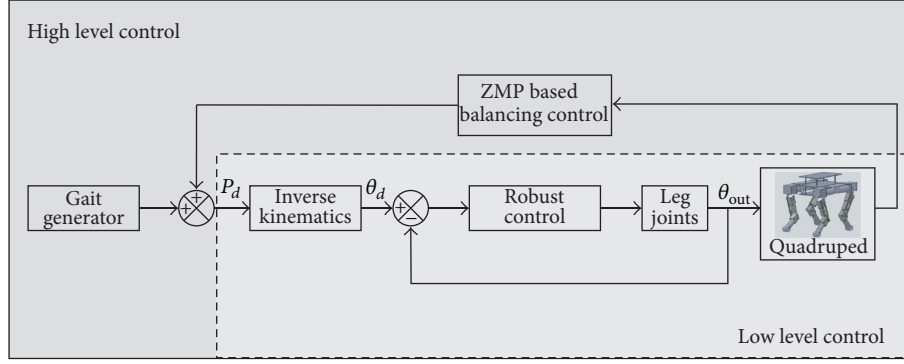 High level control
ZMP based
balancing control
Gait
generator
+
+
P_d
Inverse
kinematics
θ_d
+
−
Robust
control
Leg
joints
θ_out
Quadruped
Low level control